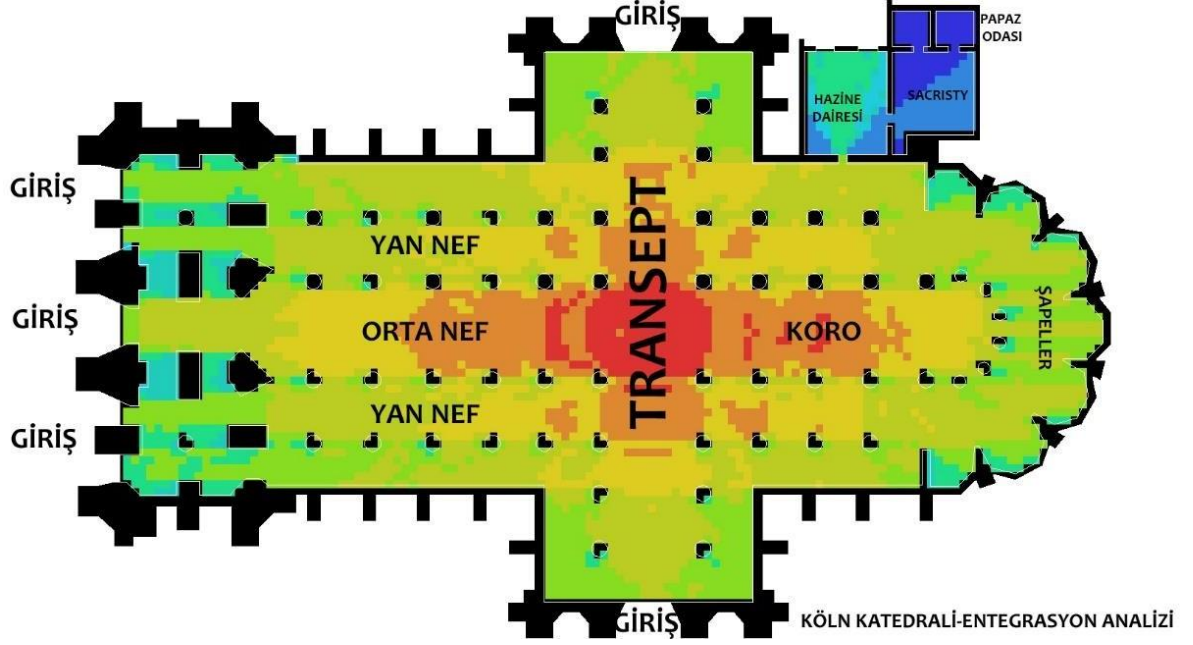 GİRİŞ
PAPAZ
ODASI
HAZİNE
DAİRESİ
SACRISTY
GİRİŞ
YAN NEF
TRANSEPT
GİRİŞ
ORTA NEF
KORO
ŞAPELLER
YAN NEF
GİRİŞ
GİRİŞ
KÖLN KATEDRALİ-ENTEGRASYON ANALİZİ